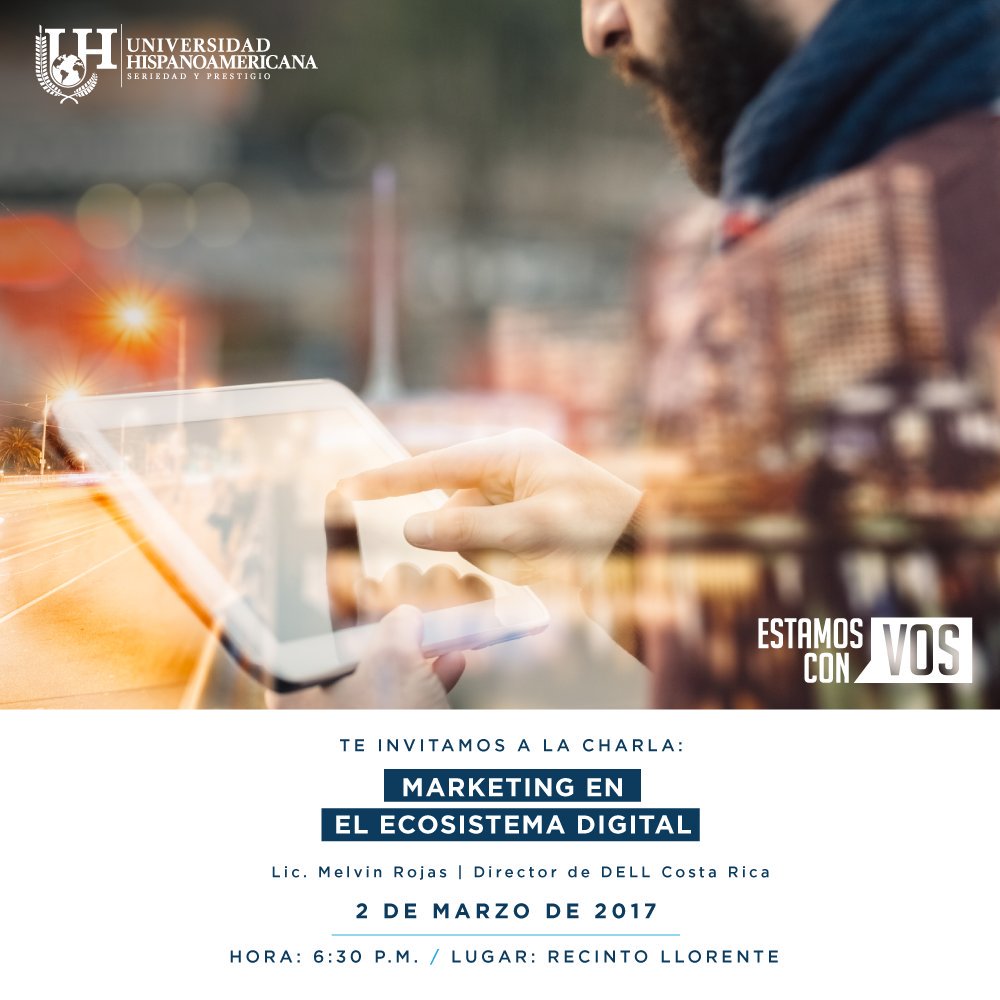 UH
UNIVERSIDAD
HISPANOAMERICANA
SERIEDAD Y PRESTIGIO
ESTAMOS
CON VOS
TE INVITAMOS A LA CHARLA:
MARKETING EN
EL ECOSISTEMA DIGITAL
Lic. Melvin Rojas | Director de DELL Costa Rica
2 DE MARZO DE 2017
HORA: 6:30 P.M. / LUGAR: RECINTO LLORENTE